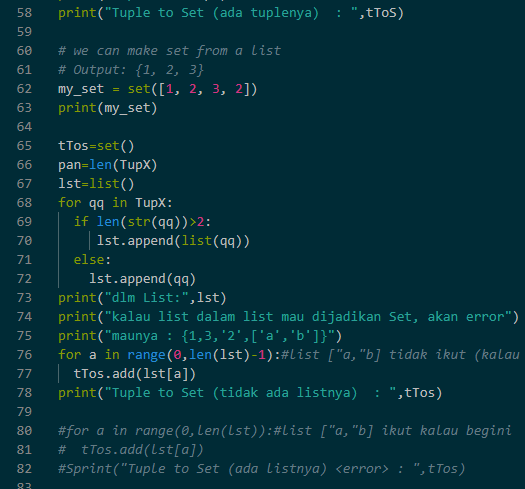 58 print("Tuple to Set (ada tuplenya)  : ",tToS)
59
60 # we can make set from a list
61 # Output: {1, 2, 3}
62 my_set = set([1, 2, 3, 2])
63 print(my_set)
64
65 tTos=set()
66 pan=len(TupX)
67 lst=list()
68 for qq in TupX:
69   if len(str(qq))>2:
70     lst.append(list(qq))
71   else:
72     lst.append(qq)
73 print("dlm List:",lst)
74 print("kalau list dalam list mau dijadikan Set, akan error")
75 print("maunya : {1,3,'2',['a','b']}")
76 for a in range(0,len(lst)-1):#list ["a,"b] tidak ikut (kalau
77   tTos.add(lst[a])
78 print("Tuple to Set (tidak ada listnya)  : ",tTos)
79
80 #for a in range(0,len(lst)):#list ["a,"b] ikut kalau begini
81 #  tTos.add(lst[a])
82 #Sprint("Tuple to Set (ada listnya) <error> : ",tTos)
83